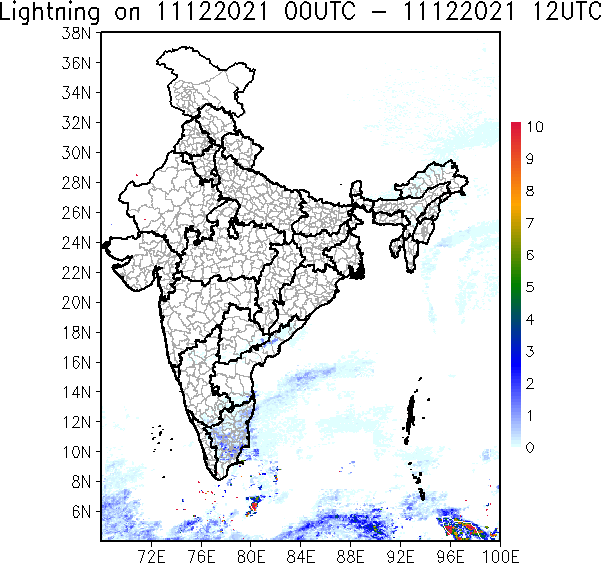 Lightning on 11122021 00UTC – 11122021 12UTC
38N
36N
34N
32N
30N
28N
26N
24N
22N
20N
18N
16N
14N
12N
10N
8N
6N
72E 76E 80E 84E 88E 92E 96E 100E
10
9
8
7
6
5
4
3
2
1
0